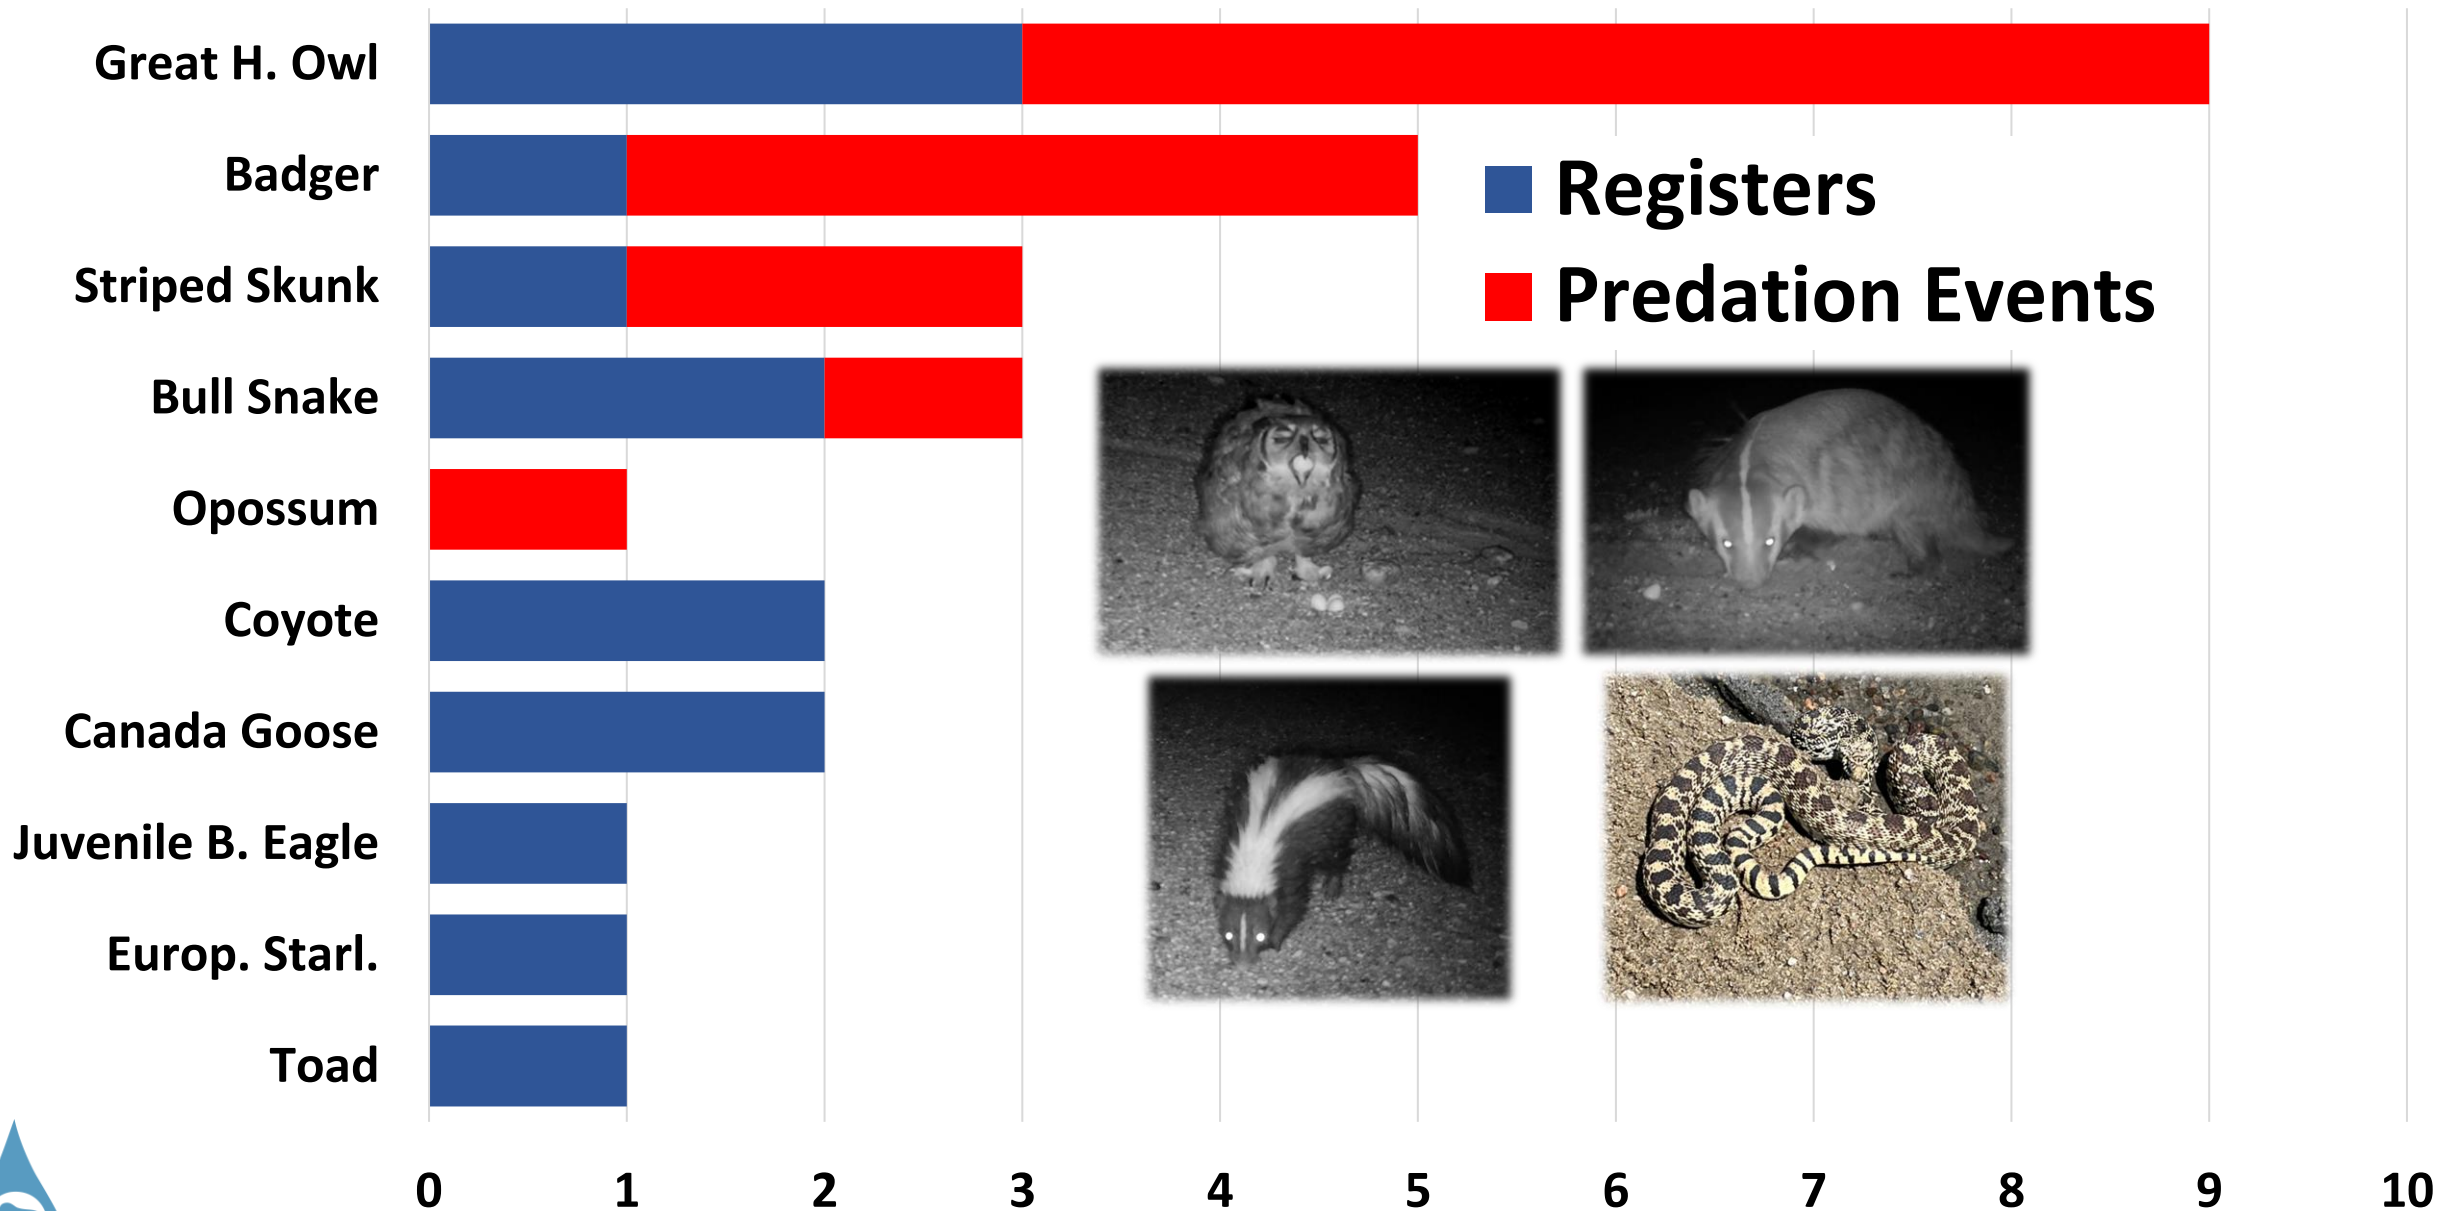 Great H. Owl
Badger
Striped Skunk
Bull Snake
Opossum
Coyote
Canada Goose
Juvenile B. Eagle
Europ. Starl.
Toad
Registers
Predation Events
0 1 2 3 4 5 6 7 8 9 10